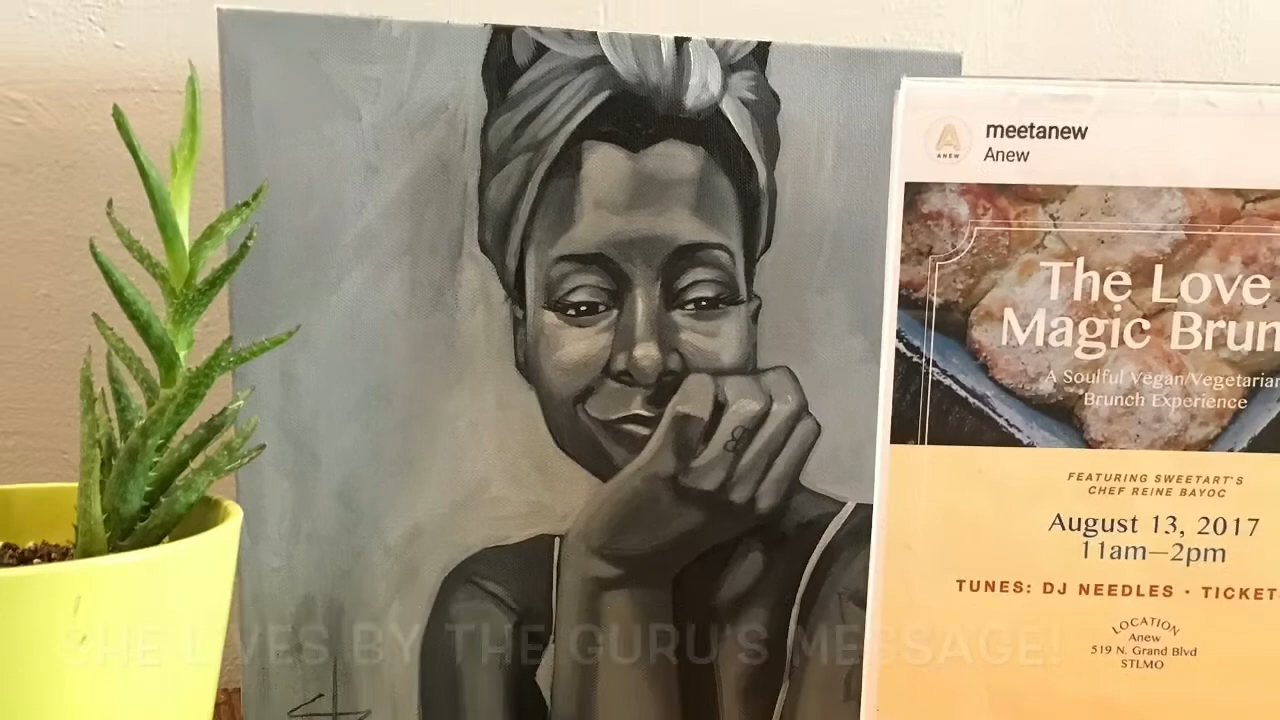 meetanew
Anew
A
ANEW
The Love
Magic Brun
A Soulful Vegan/Vegetarian
Brunch Experience
FEATURING SWEETART'S
CHEF REINE BAYOC
August 13, 2017
11am—2pm
TUNES: DJ NEEDLES • TICKET
LOCATION
Anew
519 N. Grand Blvd
STLMO
SHE LIVES BY THE GURU'S MESSAGE!